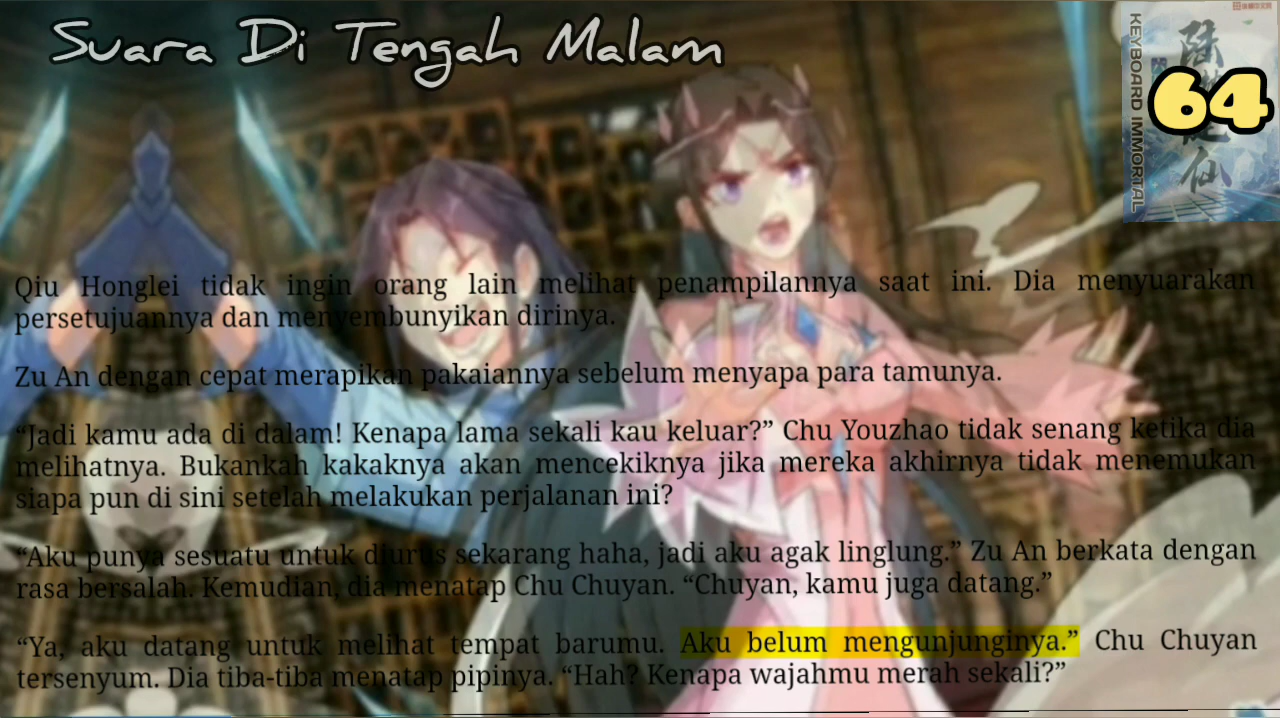 Suara Di Tengah Malam
KEYBOARD IMMORTAL
64
Qiu Honglei tidak ingin orang lain melihat penampilannya saat ini. Dia menyuarakan
persetujuannya dan menyembunyikan dirinya.
Zu An dengan cepat merapikan pakaiannya sebelum menyapa para tamunya.
“Jadi kamu ada di dalam! Kenapa lama sekali kau keluar?” Chu Youzhao tidak senang ketika dia
melihatnya. Bukankah kakaknya akan mencekiknya jika mereka akhirnya tidak menemukan
siapa pun di sini setelah melakukan perjalanan ini?
“Aku punya sesuatu untuk diurus sekarang haha, jadi aku agak linglung.” Zu An berkata dengan
rasa bersalah. Kemudian, dia menatap Chu Chuyan. “Chuyan, kamu juga datang.”
“Ya, aku datang untuk melihat tempat barumu. Aku belum mengunjunginya.” Chu Chuyan
tersenyum. Dia tiba-tiba menatap pipinya. “Hah? Kenapa wajahmu merah sekali?”